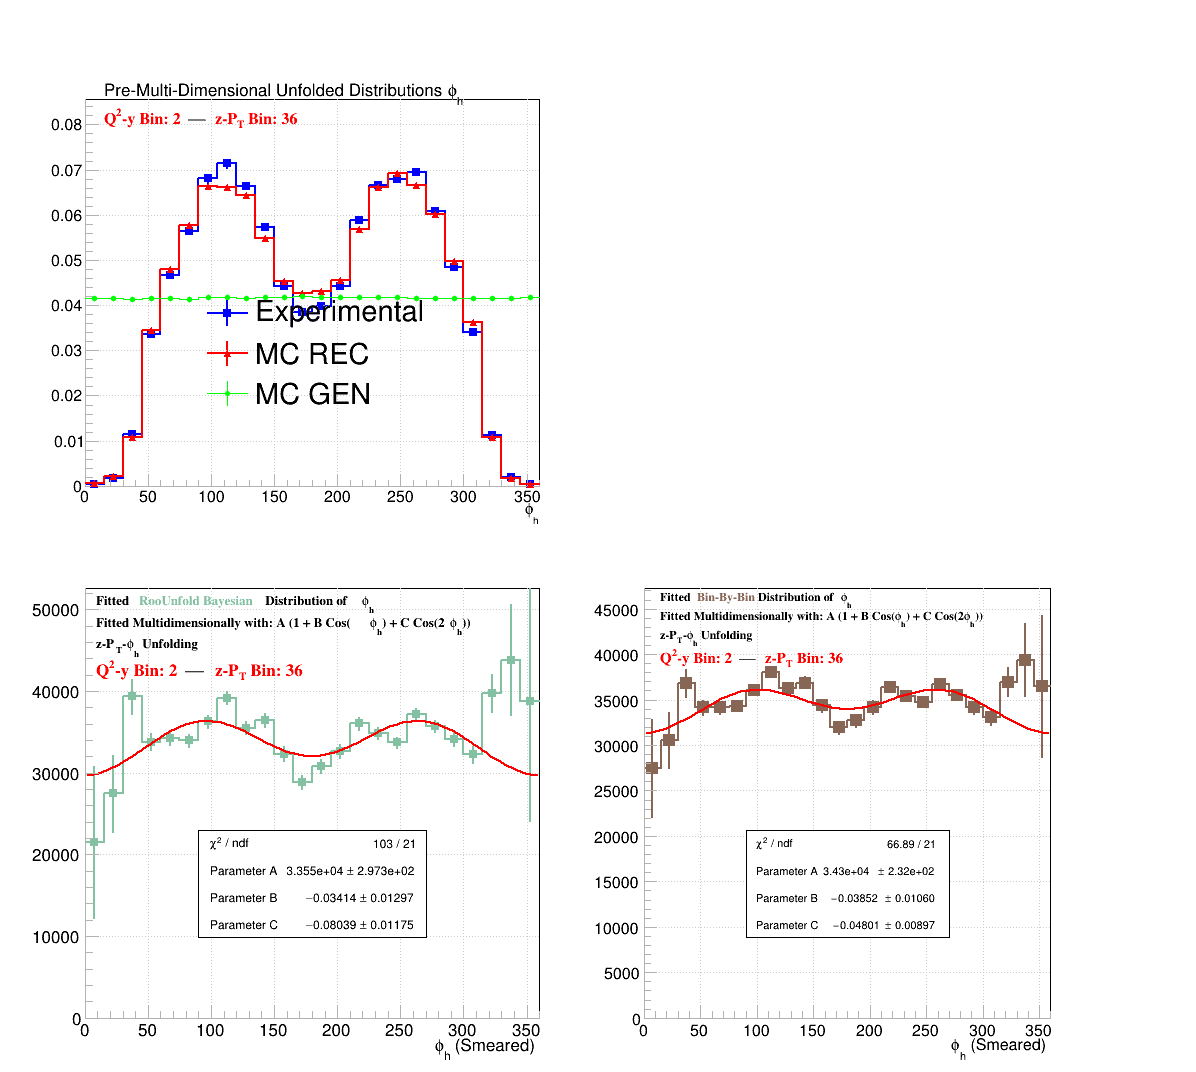 Pre-Multi-Dimensional Unfolded Distributions ϕh
Q²-y Bin: 2 — z-PT Bin: 36
0.08
0.07
0.06
0.05
0.04
0.03
0.02
0.01
0
Experimental
MC REC
MC GEN
0 50 100 150 200 250 300 350
ϕh
Fitted RooUnfold Bayesian Distribution of ϕh
Fitted Multidimensionally with: A (1 + B Cos(ϕh) + C Cos(2 ϕh))
z-PT-ϕh Unfolding
Q²-y Bin: 2 — z-PT Bin: 36
50000
40000
30000
20000
10000
0
χ² / ndf 103 / 21
Parameter A 3.355e+04 ± 2.973e+02
Parameter B −0.03414 ± 0.01297
Parameter C −0.08039 ± 0.01175
0 50 100 150 200 250 300 350
ϕh (Smeared)
Fitted Bin-By-Bin Distribution of ϕh
Fitted Multidimensionally with: A (1 + B Cos(ϕh) + C Cos(2ϕh))
z-PT-ϕh Unfolding
Q²-y Bin: 2 — z-PT Bin: 36
45000
40000
35000
30000
25000
20000
15000
10000
5000
0
χ² / ndf 66.89 / 21
Parameter A 3.43e+04 ± 2.32e+02
Parameter B −0.03852 ± 0.01060
Parameter C −0.04801 ± 0.00897
0 50 100 150 200 250 300 350
ϕh (Smeared)